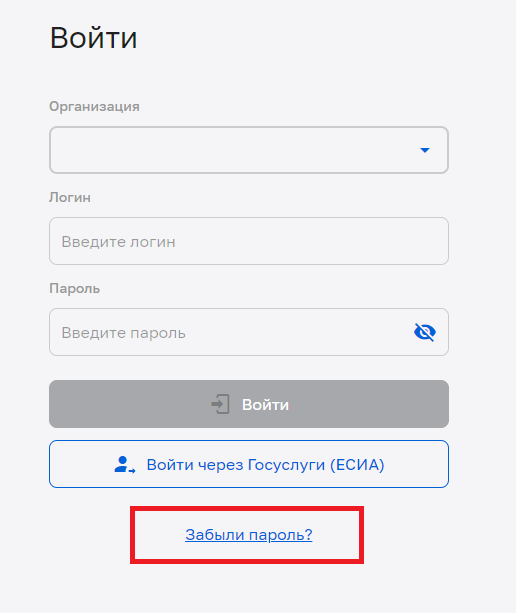 Войти
Организация
Логин
Введите логин
Пароль
Введите пароль
Войти
Войти через Госуслуги (ЕСИА)
Забыли пароль?